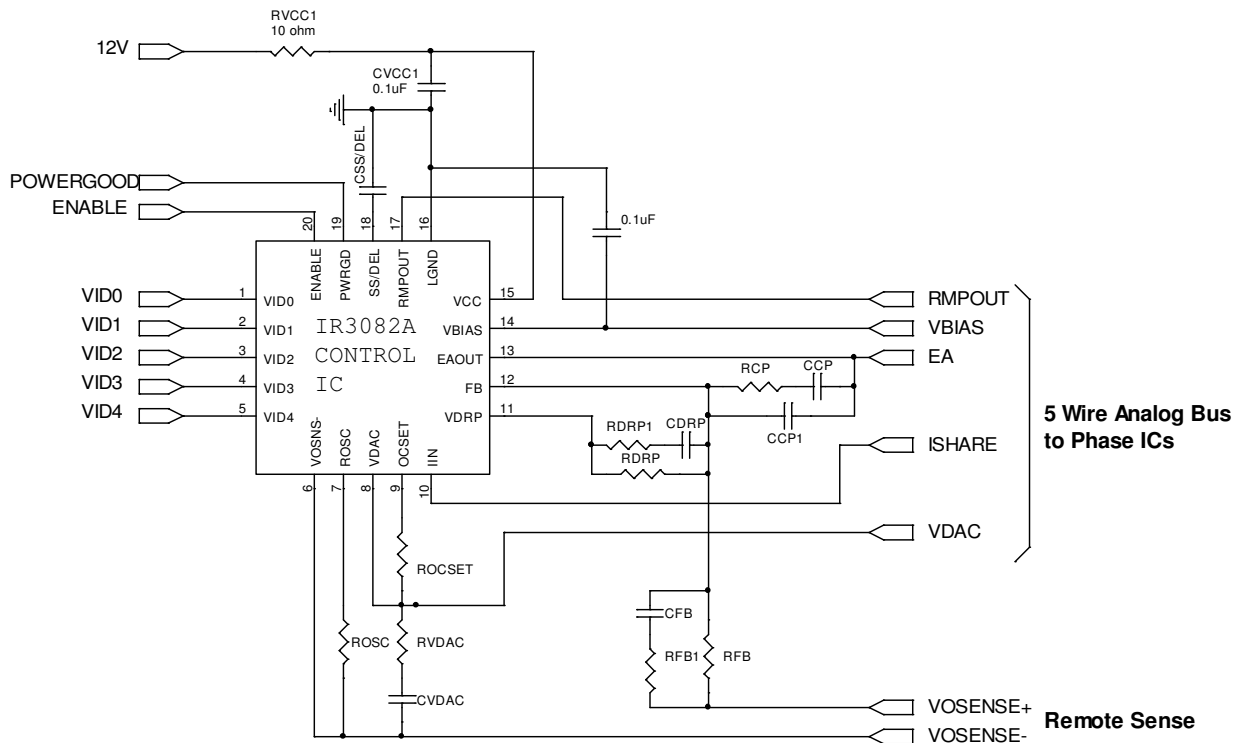 RVCC1
10 ohm
12V
CVCC1
0.1uF
CSS/DEL
POWERGOOD
ENABLE
20
19
18
17
16
0.1uF
ENABLE
PWRGD
SS/DEL
RMPOUT
LGND
VID0
1
VID0
VCC
15
RMPOUT
VID1
2
VID1
IR3082A
VBIAS
14
VBIAS
VID2
3
VID2
CONTROL
EAOUT
13
EA
VID3
4
VID3
IC
FB
12
RCP
CCP
VID4
5
VID4
VDRP
11
CCP1
RDRP1
CDRP
RDRP
5 Wire Analog Bus
to Phase ICs
ISHARE
VOSNS-
ROSC
VDAC
OCSET
IIN
6
7
8
9
10
VDAC
ROCSET
CFB
ROSC
RVDAC
RFB1
RFB
CVDAC
VOSENSE+
VOSENSE-
Remote Sense